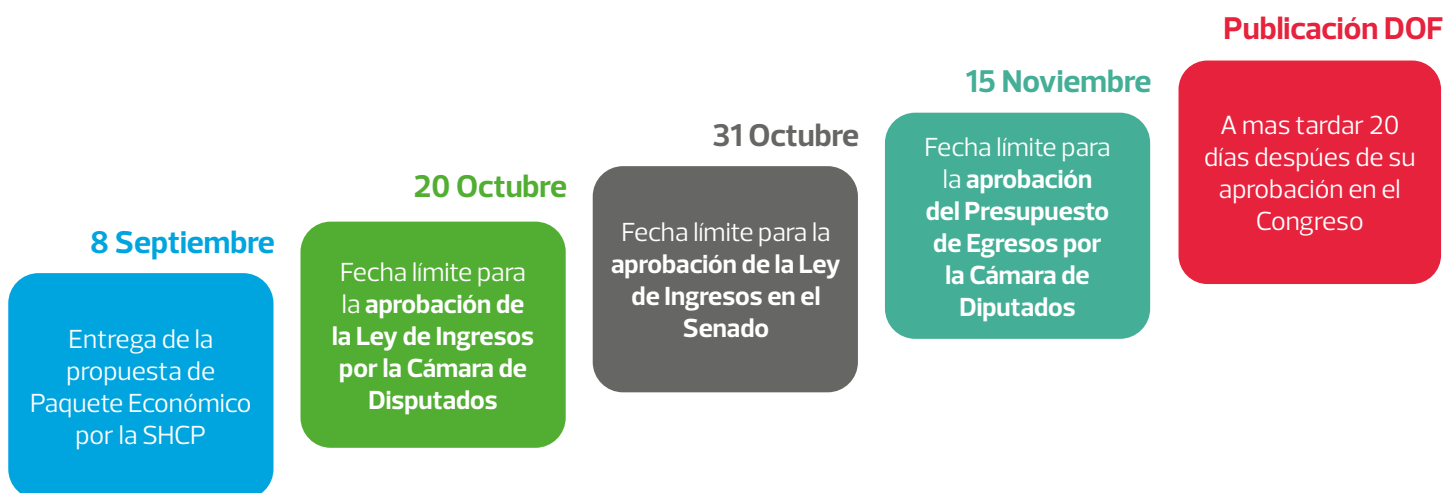 8 Septiembre
Entrega de la
propuesta de
Paquete Económico
por la SHCP
20 Octubre
Fecha límite para
la aprobación de
la Ley de Ingresos
por la Cámara de
Disputados
31 Octubre
Fecha límite para la
aprobación de la Ley
de Ingresos en el
Senado
15 Noviembre
Fecha límite para
la aprobación
del Presupuesto
de Egresos por
la Cámara de
Diputados
Publicación DOF
A mas tardar 20
días despúes de su
aprobación en el
Congreso